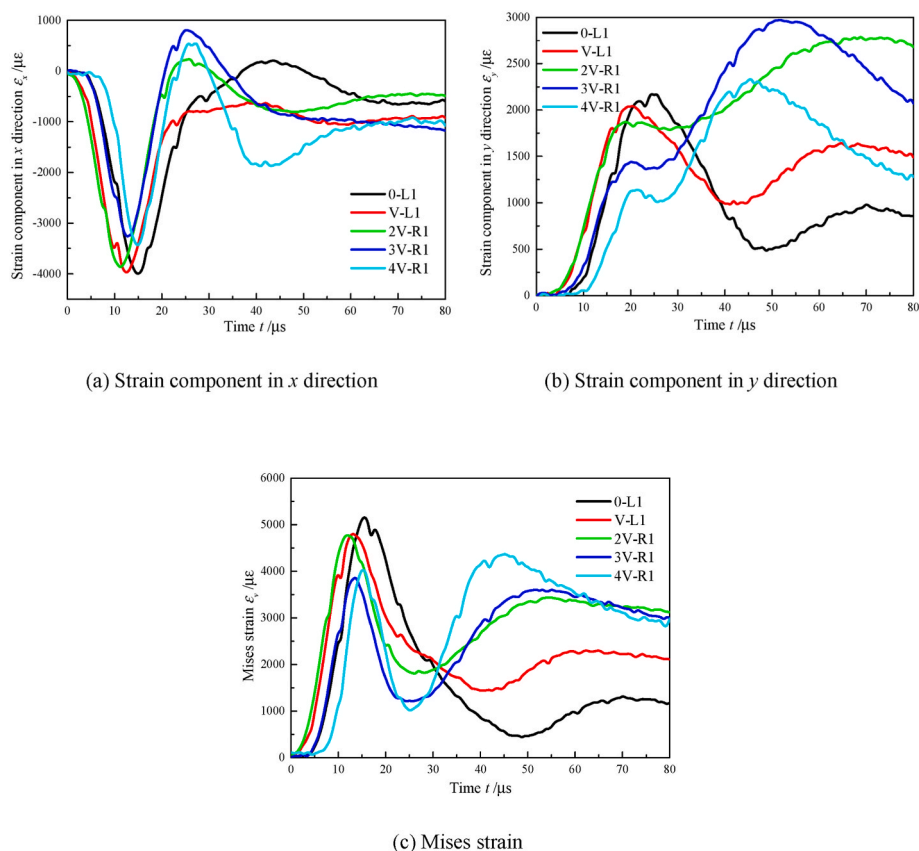 1000
0
-1000
-2000
-3000
-4000
Strain component in x direction εx /με
0-L1
V-L1
2V-R1
3V-R1
4V-R1
0 10 20 30 40 50 60 70 80
Time t /μs
(a) Strain component in x direction
3000
2500
2000
1500
1000
500
0
Strain component in y direction εy /με
0-L1
V-L1
2V-R1
3V-R1
4V-R1
0 10 20 30 40 50 60 70 80
Time t /μs
(b) Strain component in y direction
6000
5000
4000
3000
2000
1000
0
Mises strain εv /με
0-L1
V-L1
2V-R1
3V-R1
4V-R1
0 10 20 30 40 50 60 70 80
Time t /μs
(c) Mises strain